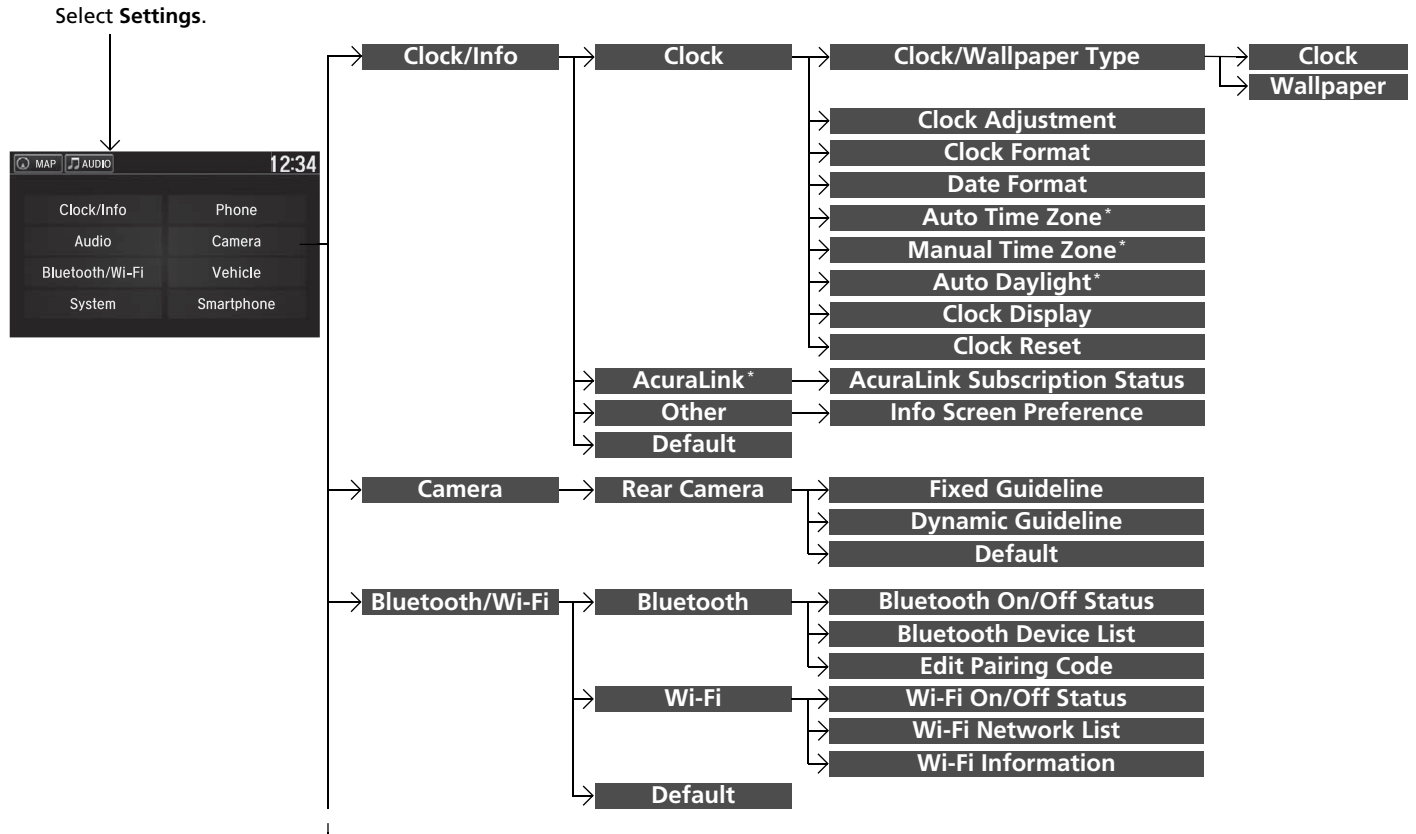 Select Settings.
Clock/Info
Clock
Clock/Wallpaper Type
Clock
Wallpaper
Clock Adjustment
Clock Format
Date Format
Auto Time Zone*
Manual Time Zone*
Auto Daylight*
Clock Display
Clock Reset
AcuraLink*
AcuraLink Subscription Status
Other
Info Screen Preference
Default
MAP AUDIO 12:34
Clock/Info Phone
Audio Camera
Bluetooth/Wi-Fi Vehicle
System Smartphone
Camera
Rear Camera
Fixed Guideline
Dynamic Guideline
Default
Bluetooth/Wi-Fi
Bluetooth
Bluetooth On/Off Status
Bluetooth Device List
Edit Pairing Code
Wi-Fi
Wi-Fi On/Off Status
Wi-Fi Network List
Wi-Fi Information
Default